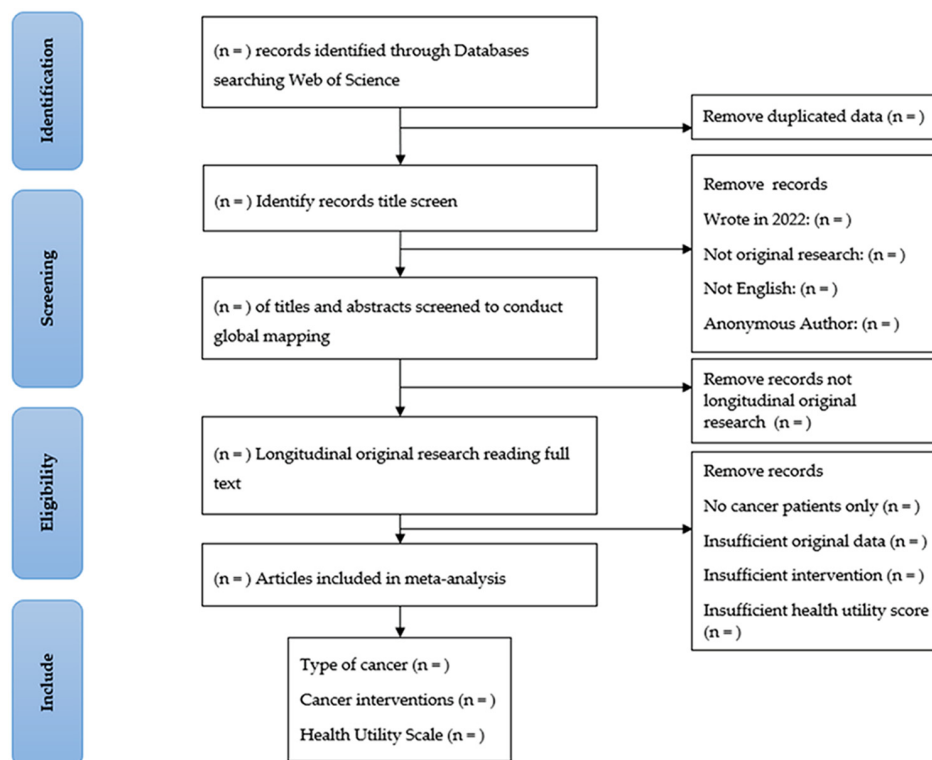 Identification
(n = ) records identified through Databases
searching Web of Science
Remove duplicated data (n = )
Screening
(n = ) Identify records title screen
Remove  records
Wrote in 2022: (n = )
Not original research: (n = )
Not English: (n = )
Anonymous Author: (n = )
(n = ) of titles and abstracts screened to conduct
global mapping
Remove records not
longitudinal original
research  (n = )
Eligibility
(n = ) Longitudinal original research reading full
text
Remove records
No cancer patients only (n = )
Insufficient original data (n = )
Insufficient intervention (n = )
Insufficient health utility score
(n = )
(n = ) Articles included in meta-analysis
Include
Type of cancer (n = )
Cancer interventions (n = )
Health Utility Scale (n = )